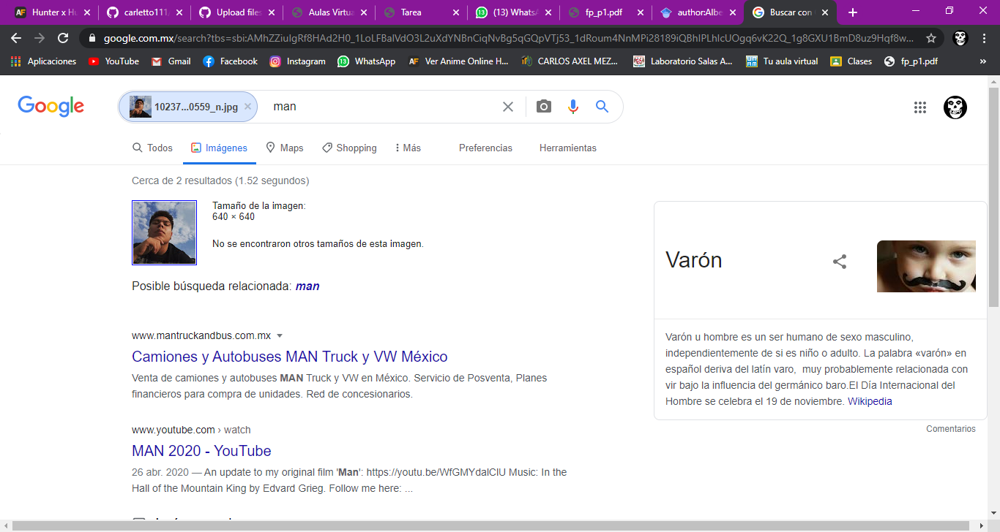 Hunter x Hu
carletto111/
Upload files
Aulas Virtua
Tarea
(13) WhatsA
fp_p1.pdf
author:Albe
Buscar con
google.com.mx/search?tbs=sbi:AMhZZiuIgRf8HAd2H0_1LoLFBalVdO3L2uXdYNBnCiqNvBg5qGQpVTj53_1dRoum4NnMPi28189iQBhIPLhlcUOgq6vK22Q_1g8GXU1BmD8uz9Hqf8w...
Aplicaciones
YouTube
Gmail
Facebook
Instagram
WhatsApp
Ver Anime Online H...
CARLOS AXEL MEZ...
Laboratorio Salas A...
Tu aula virtual
Clases
fp_p1.pdf
Google
10237...0559_n.jpg
man
Todos
Imágenes
Maps
Shopping
Más
Preferencias
Herramientas
Cerca de 2 resultados (1.52 segundos)
Tamaño de la imagen:
640 × 640
No se encontraron otros tamaños de esta imagen.
Posible búsqueda relacionada: man
www.mantruckandbus.com.mx
Camiones y Autobuses MAN Truck y VW México
Venta de camiones y autobuses MAN Truck y VW en México. Servicio de Posventa, Planes
financieros para compra de unidades. Red de concesionarios.
www.youtube.com › watch
MAN 2020 - YouTube
26 abr. 2020 — An update to my original film 'Man': https://youtu.be/WfGMYdalClU Music: In the
Hall of the Mountain King by Edvard Grieg. Follow me here: ...
Varón
Varón u hombre es un ser humano de sexo masculino,
independientemente de si es niño o adulto. La palabra «varón» en
español deriva del latín varo, muy probablemente relacionada con
vir bajo la influencia del germánico baro.El Día Internacional del
Hombre se celebra el 19 de noviembre. Wikipedia
Comentarios